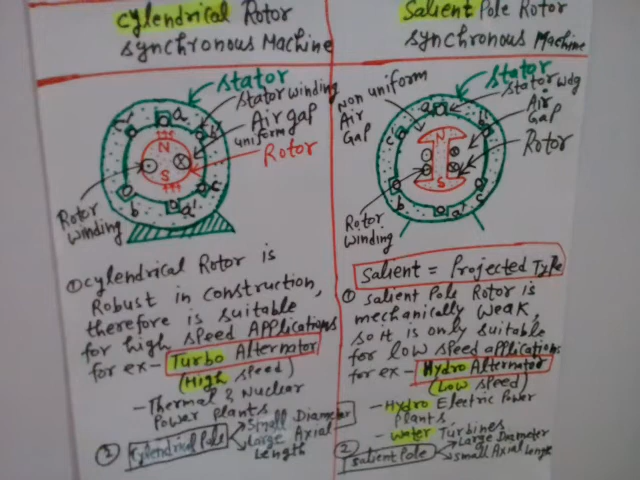 cylendrical Rotor
synchronous Machine
stator
a
stator winding
c'
b'
Air gap
uniform
N
Rotor
S
c
b
a'
Rotor
winding
① cylendrical Rotor is
Robust in construction,
therefore is suitable
for high speed Applications
for ex- Turbo Alternator
(High speed)
- Thermal & Nuclear
Power plants
② Cylendrical Pole → Small Diameter
→ Large Axial
Length
Salient Pole Rotor
synchronous Machine
stator
Non uniform
Air
Gap
a
stator wdg
Air
Gap
c'
b'
N
Rotor
S
b
c
a'
Rotor
winding
Salient = Projected Type
① salient Pole Rotor is
mechanically weak,
so it is only suitable
for low speed applications
for ex- Hydro Alternator
(Low speed)
- Hydro Electric Power
Plants
- water Turbines
② salient Pole → Large Diameter
→ small Axial Length